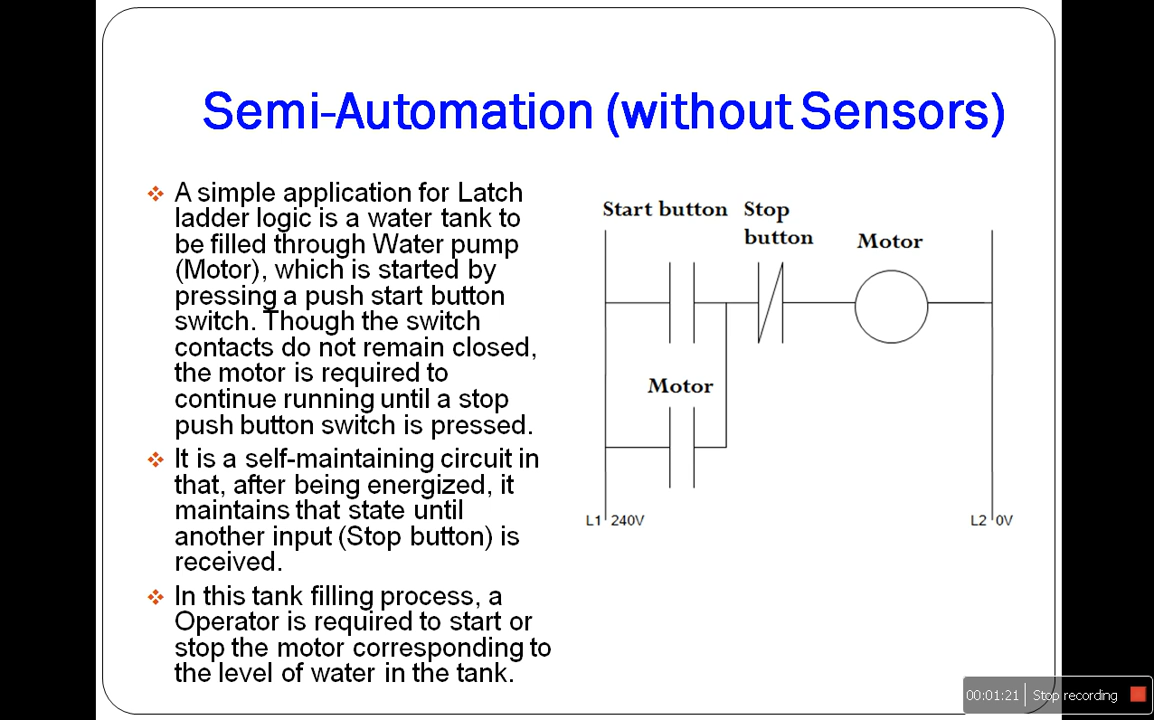 Semi-Automation (without Sensors)
A simple application for Latch
ladder logic is a water tank to
be filled through Water pump
(Motor), which is started by
pressing a push start button
switch. Though the switch
contacts do not remain closed,
the motor is required to
continue running until a stop
push button switch is pressed.
It is a self-maintaining circuit in
that, after being energized, it
maintains that state until
another input (Stop button) is
received.
In this tank filling process, a
Operator is required to start or
stop the motor corresponding to
the level of water in the tank.
Start button
Stop
button
Motor
Motor
L1 240V
L2 0V
00:01:21 Stop recording